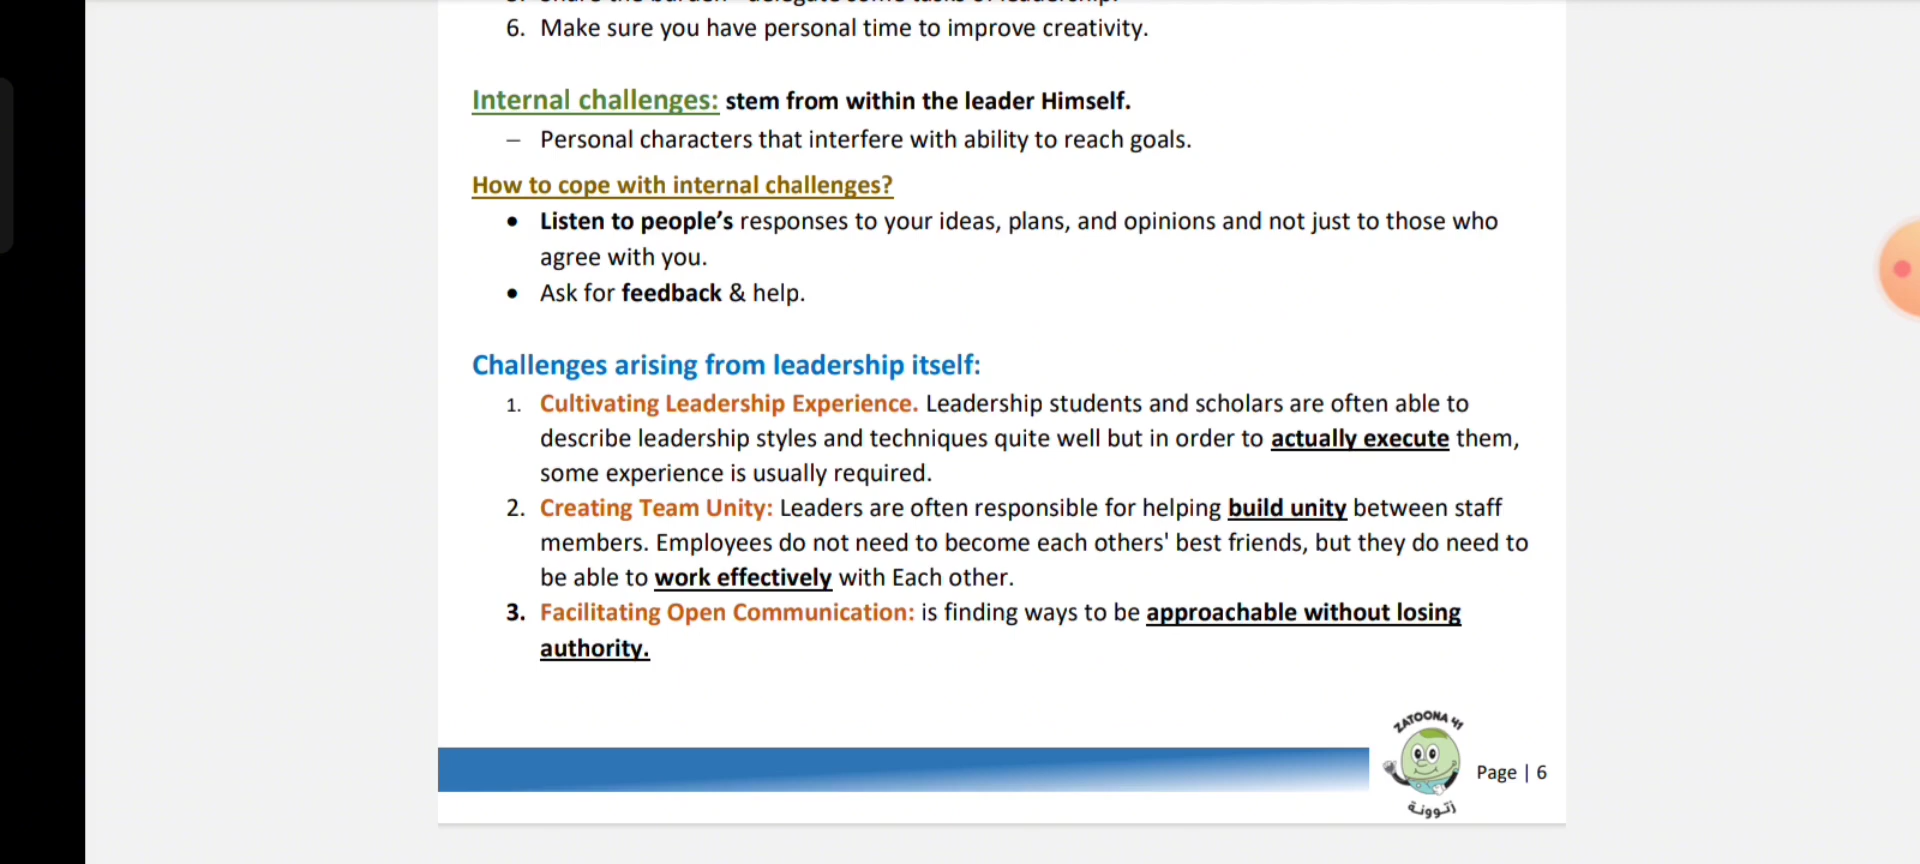 6. Make sure you have personal time to improve creativity.
Internal challenges: stem from within the leader Himself.
– Personal characters that interfere with ability to reach goals.
How to cope with internal challenges?
• Listen to people’s responses to your ideas, plans, and opinions and not just to those who
agree with you.
• Ask for feedback & help.
Challenges arising from leadership itself:
1. Cultivating Leadership Experience. Leadership students and scholars are often able to
describe leadership styles and techniques quite well but in order to actually execute them,
some experience is usually required.
2. Creating Team Unity: Leaders are often responsible for helping build unity between staff
members. Employees do not need to become each others' best friends, but they do need to
be able to work effectively with Each other.
3. Facilitating Open Communication: is finding ways to be approachable without losing
authority.
ZATOONA 41
Page | 6
زتوونة